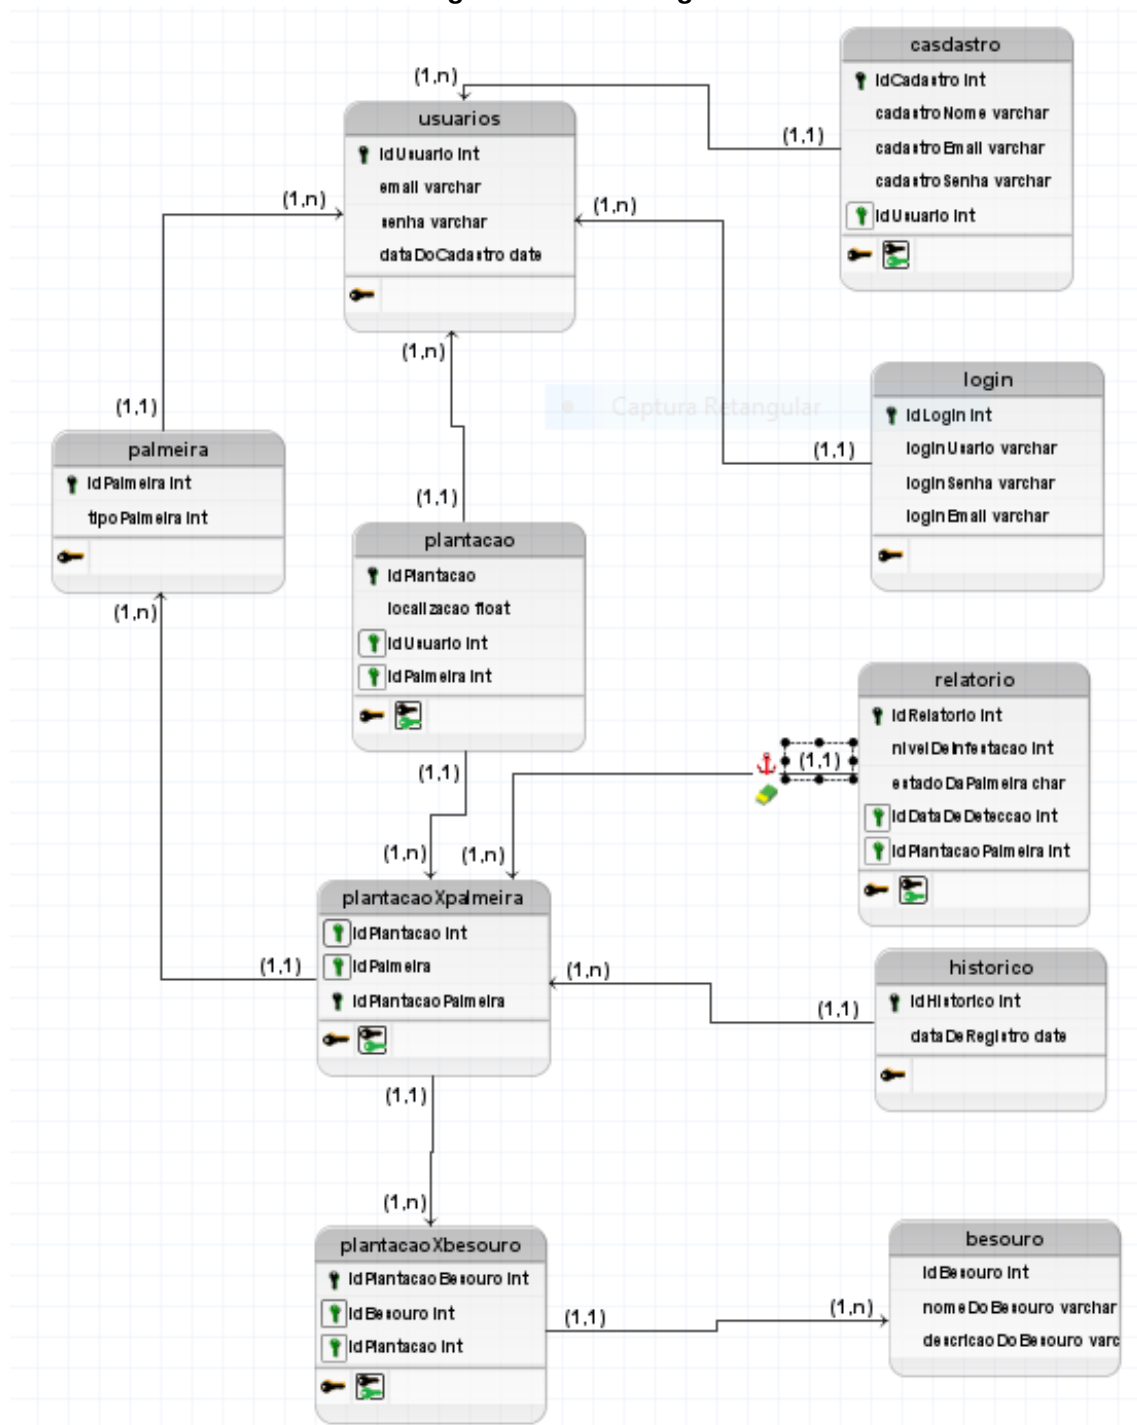 casdastro
IdCadastro Int
cadastroNome varchar
cadastroEmail varchar
cadastroSenha varchar
IdUsuario Int
(1,n)
(1,1)
usuarios
IdUsuario Int
email varchar
senha varchar
dataDoCadastro date
(1,n)
(1,n)
(1,n)
Captura Retangular
login
IdLogin Int
loginUsario varchar
loginSenha varchar
loginEmail varchar
(1,1)
(1,1)
palmeira
IdPalmeira Int
tipoPalmeira Int
(1,n)
(1,1)
plantacao
IdPlantacao
localizacao float
IdUsuario Int
IdPalmeira Int
(1,1)
relatorio
IdRelatorio Int
nivelDeInfestacao Int
estadoDaPalmeira char
IdDataDeDeteccao Int
IdPlantacaoPalmeira Int
(1,1)
(1,n)
(1,n)
plantacaoXpalmeira
IdPlantacao Int
IdPalmeira
IdPlantacaoPalmeira
(1,1)
(1,n)
historico
IdHistorico Int
dataDeRegistro date
(1,1)
(1,1)
(1,n)
plantacaoXbesouro
IdPlantacaoBesouro Int
IdBesouro Int
IdPlantacao Int
(1,1)
(1,n)
besouro
IdBesouro Int
nomeDoBesouro varchar
descricaoDoBesouro varc